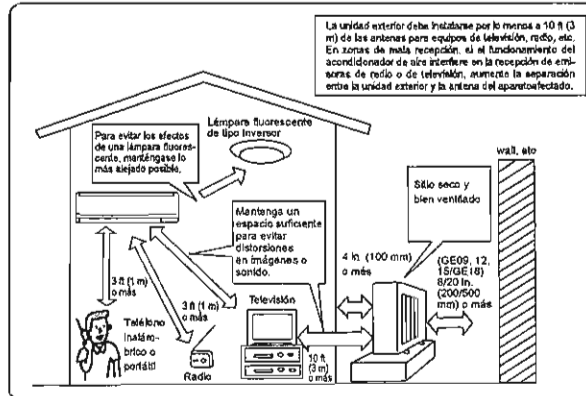 La unidad exterior debe instalarse por lo menos a 10 ft (3
m) de las antenas para equipos de televisión, radio, etc.
En zonas de mala recepción, si el funcionamiento del
acondicionador de aire interfiere en la recepción de emi-
soras de radio o de televisión, aumente la separación
entre la unidad exterior y la antena del aparatoafectado.
Lámpara fluorescente
de tipo Inversor
Para evitar los efectos
de una lámpara fluores-
cente, manténgase lo
más alejado posible.
wall, etc
Sitio seco y
bien ventilado
Mantenga un
espacio suficiente
para evitar
distorsiones
en imágenes o
sonido.
4 in. (100 mm)
o más
(GE09, 12,
15/GE18)
8/20 in.
(200/500
mm) o más
3 ft (1 m)
o más
3 ft (1 m)
o más
Televisión
Teléfono
inalám-
brico o
portátil
Radio
10 ft
(3 m)
o más